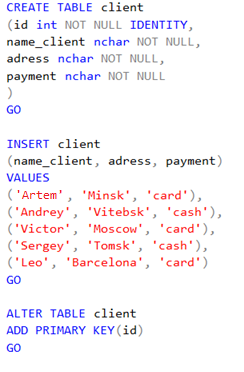 CREATE TABLE client
(id int NOT NULL IDENTITY,
name_client nchar NOT NULL,
adress nchar NOT NULL,
payment nchar NOT NULL
)
GO
INSERT client
(name_client, adress, payment)
VALUES
('Artem', 'Minsk', 'card'),
('Andrey', 'Vitebsk', 'cash'),
('Victor', 'Moscow', 'card'),
('Sergey', 'Tomsk', 'cash'),
('Leo', 'Barcelona', 'card')
GO
ALTER TABLE client
ADD PRIMARY KEY(id)
GO